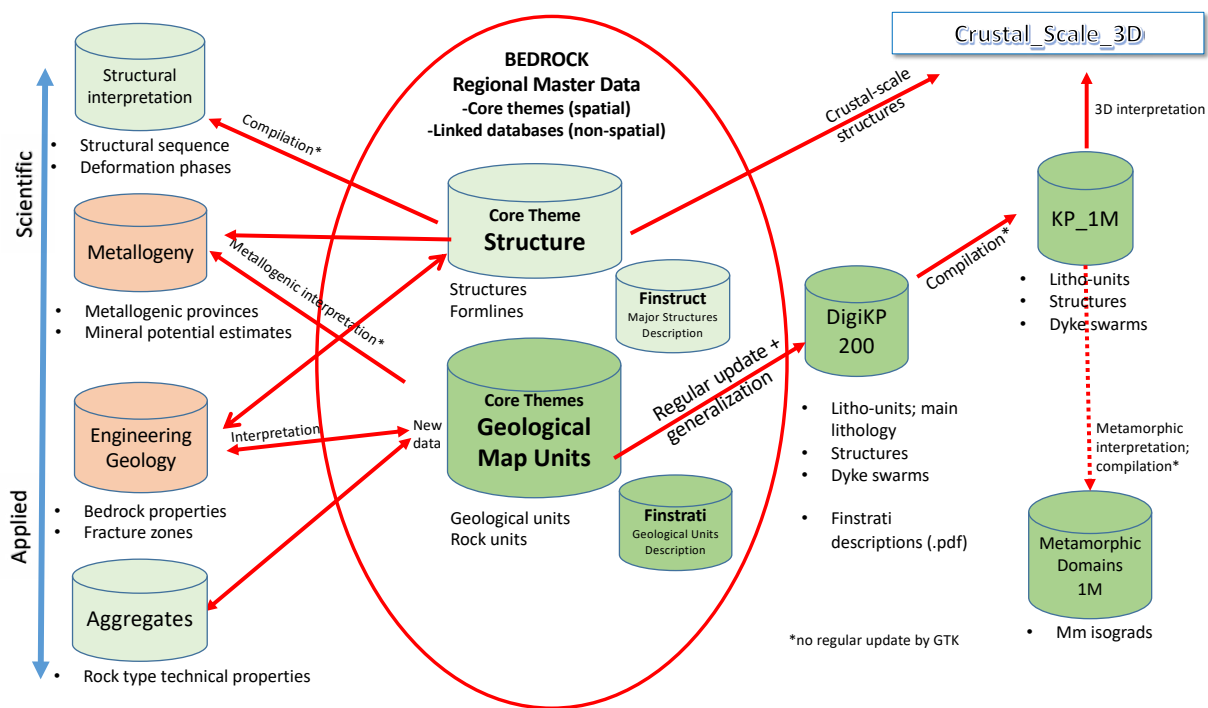 Crustal_Scale_3D
BEDROCK
Regional Master Data
-Core themes (spatial)
-Linked databases (non-spatial)
Scientific
Applied
Structural
interpretation
• Structural sequence
• Deformation phases
Compilation*
Metallogeny
• Metallogenic provinces
• Mineral potential estimates
Metallogenic interpretation*
Engineering
Geology
• Bedrock properties
• Fracture zones
Interpretation
New
data
Aggregates
• Rock type technical properties
Core Theme
Structure
Structures
Formlines
Finstruct
Major Structures
Description
Core Themes
Geological
Map Units
Geological units
Rock units
Finstrati
Geological Units
Description
Crustal-scale
structures
Regular update +
generalization
DigiKP
200
• Litho-units; main
lithology
• Structures
• Dyke swarms
• Finstrati
descriptions (.pdf)
Compilation*
3D interpretation
KP_1M
• Litho-units
• Structures
• Dyke swarms
Metamorphic
interpretation;
compilation*
Metamorphic
Domains
1M
• Mm isograds
*no regular update by GTK